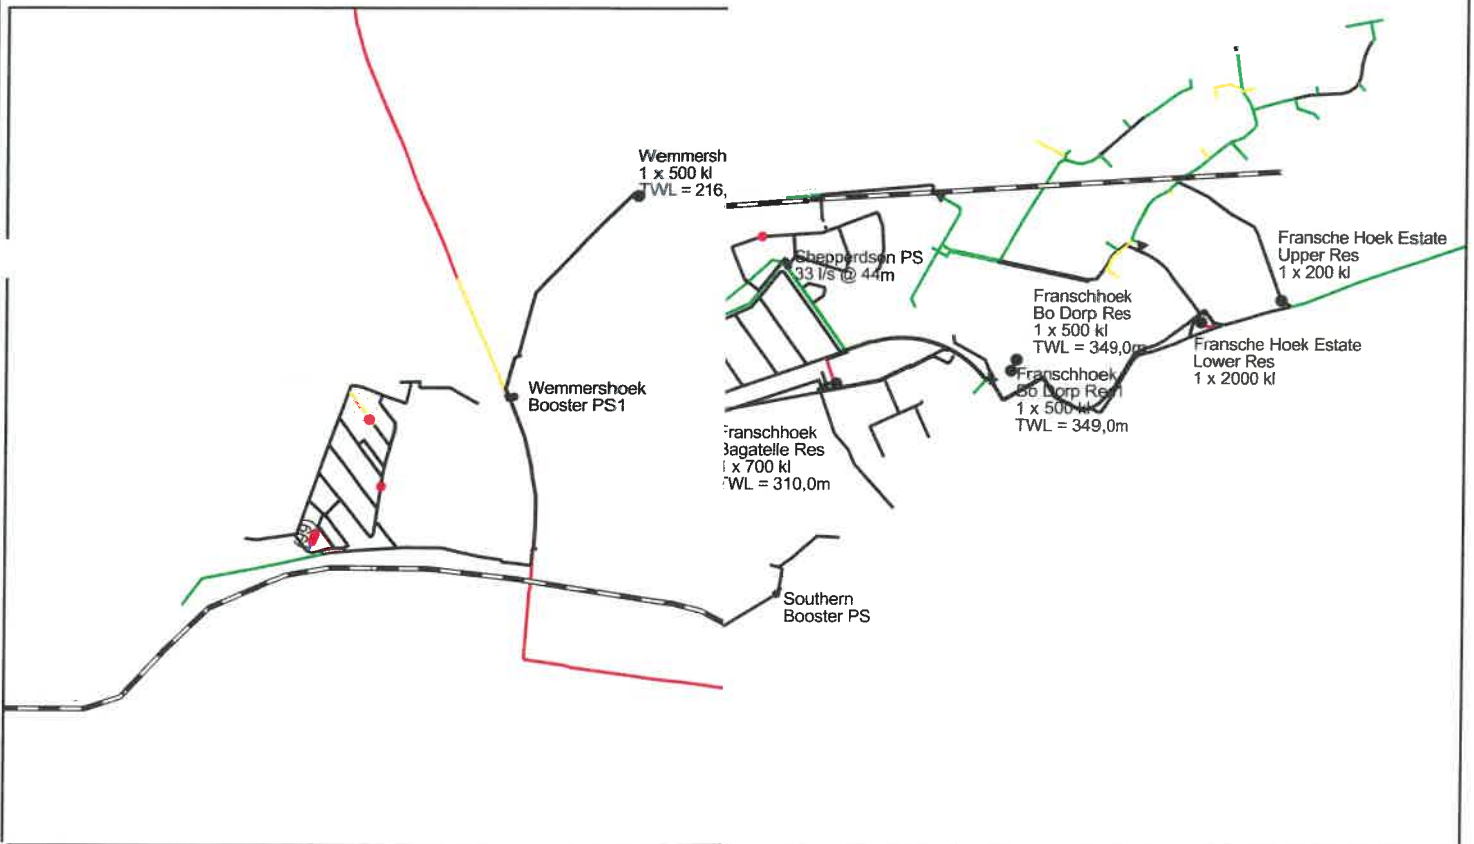 Wemmersh
1 x 500 kl
TWL = 216,
Shepperdson PS
33 l/s @ 44m
Fransche Hoek Estate
Upper Res
1 x 200 kl
Franschhoek
Bo Dorp Res
1 x 500 kl
TWL = 349,0m
Fransche Hoek Estate
Lower Res
1 x 2000 kl
Franschhoek
Bo Dorp Res
1 x 500 kl
TWL = 349,0m
Wemmershoek
Booster PS1
Franschhoek
Bagatelle Res
1 x 700 kl
TWL = 310,0m
Southern
Booster PS